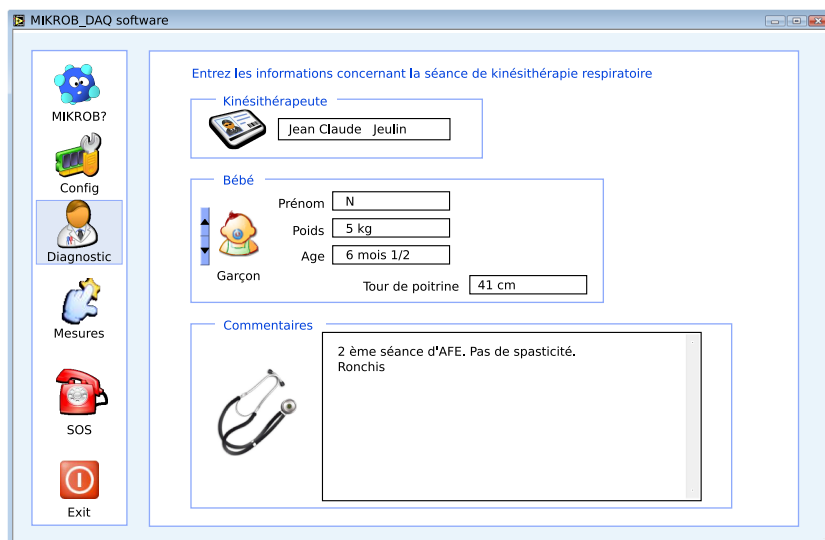 MIKROB_DAQ software
MIKROB?
Config
Diagnostic
Mesures
SOS
Exit
Entrez les informations concernant la séance de kinésithérapie respiratoire
Kinésithérapeute
Jean Claude Jeulin
Bébé
Prénom N
Poids 5 kg
Age 6 mois 1/2
Garçon
Tour de poitrine 41 cm
Commentaires
2 ème séance d'AFE. Pas de spasticité.
Ronchis